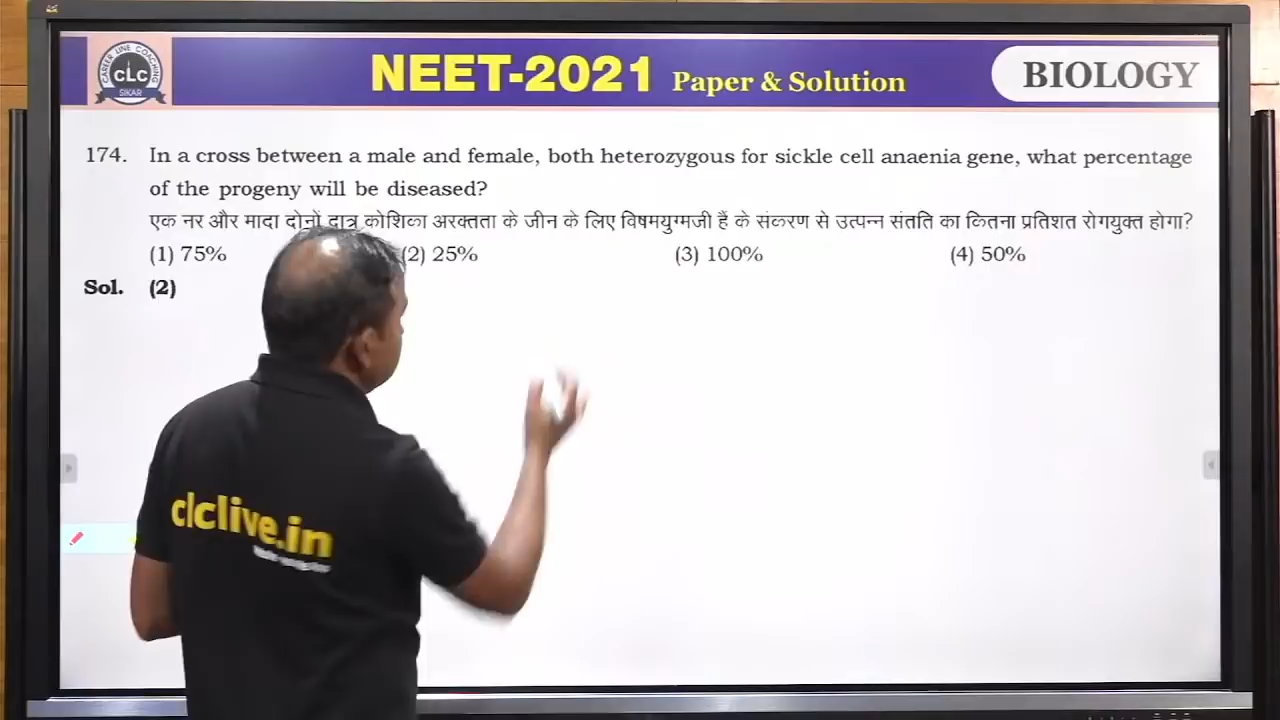 CAREER LINE COACHING
CLC
SIKAR
NEET-2021 Paper & Solution
BIOLOGY
174. In a cross between a male and female, both heterozygous for sickle cell anaenia gene, what percentage
of the progeny will be diseased?
एक नर और मादा दोनों दात्र कोशिका अरक्तता के जीन के लिए विषमयुग्मजी हैं के संकरण से उत्पन्न संतति का कितना प्रतिशत रोगयुक्त होगा?
(1) 75% (2) 25% (3) 100% (4) 50%
Sol. (2)
clclive.in